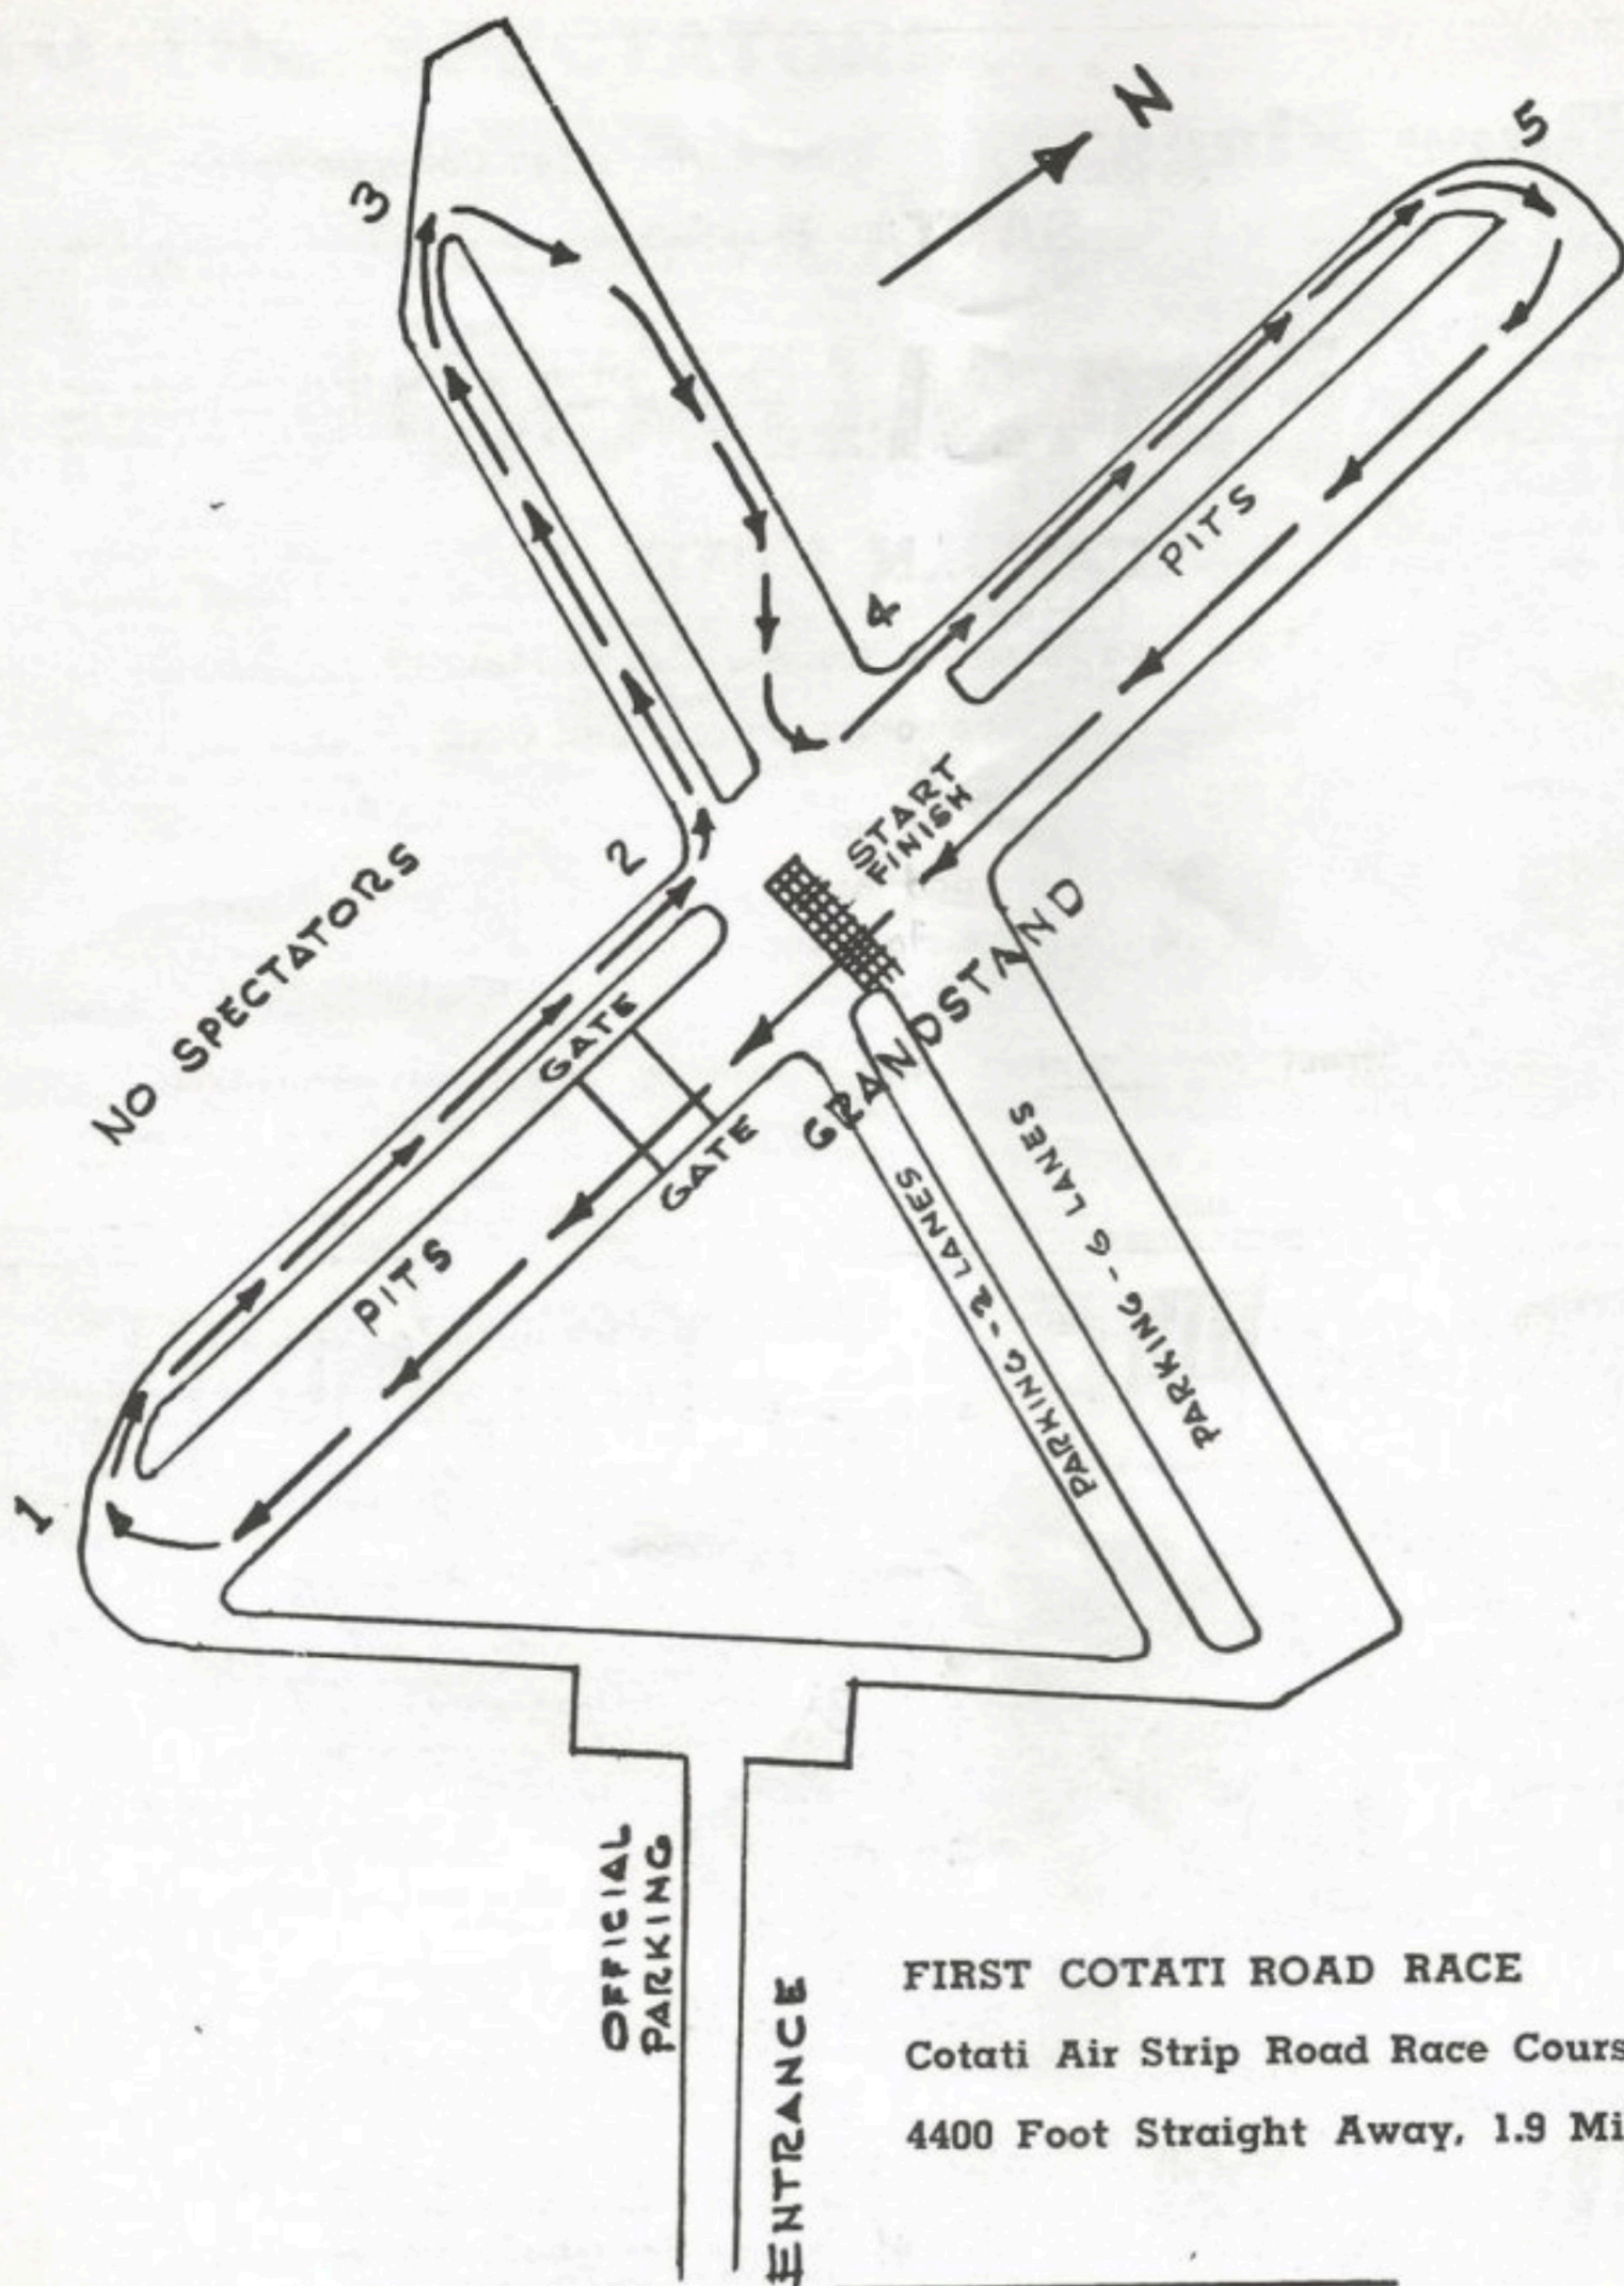 N
5
3
4
PITS
START
FINISH
2
NO SPECTATORS
GRANDSTAND
GATE
GATE
PARKING - 6 LANES
PARKING - 2 LANES
PITS
1
OFFICIAL
PARKING
ENTRANCE
FIRST COTATI ROAD RACE
Cotati Air Strip Road Race Cours
4400 Foot Straight Away, 1.9 Mi